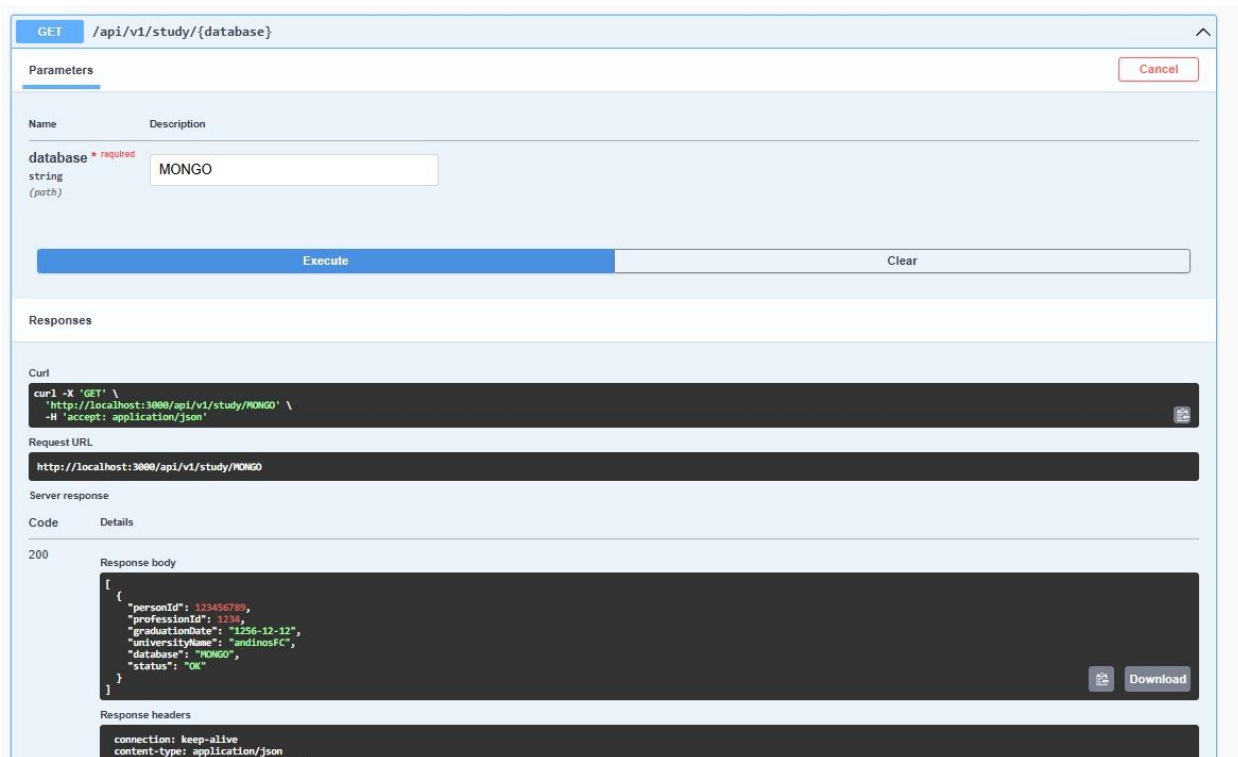 GET /api/v1/study/{database}
Parameters
Cancel
Name Description
database * required
string
(path)
MONGO
Execute Clear
Responses
Curl
curl -X 'GET' \
'http://localhost:3000/api/v1/study/MONGO' \
-H 'accept: application/json'
Request URL
http://localhost:3000/api/v1/study/MONGO
Server response
Code Details
200
Response body
[
{
"personId": 123456789,
"professionId": 1234,
"graduationDate": "1256-12-12",
"universityName": "andinosFC",
"database": "MONGO",
"status": "OK"
}
]
Download
Response headers
connection: keep-alive
content-type: application/json